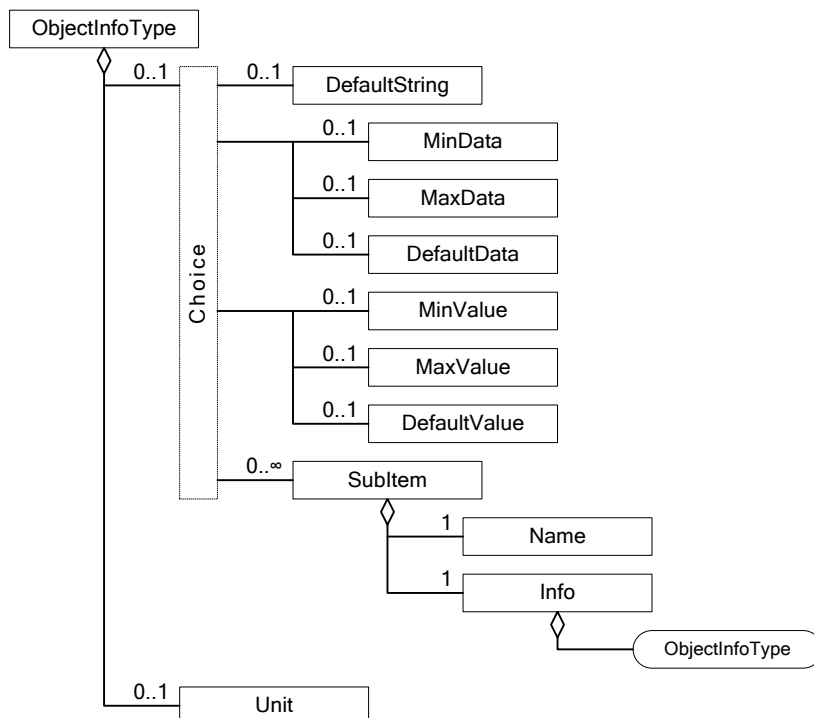 ObjectInfoType
0..1
0..1
DefaultString
0..1
MinData
0..1
MaxData
0..1
DefaultData
Choice
0..1
MinValue
0..1
MaxValue
0..1
DefaultValue
0..∞
SubItem
1
Name
1
Info
ObjectInfoType
0..1
Unit